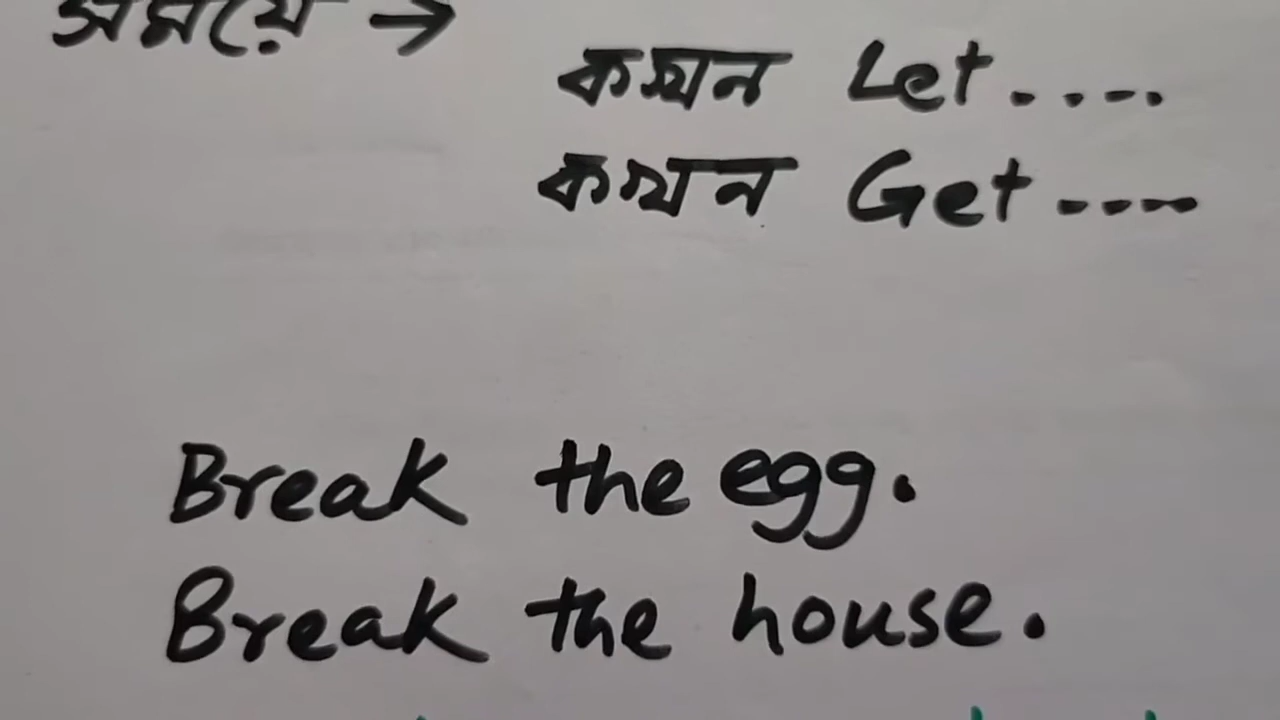 সময়ে →
কখন Let....
কখন Get....
Break the egg.
Break the house.